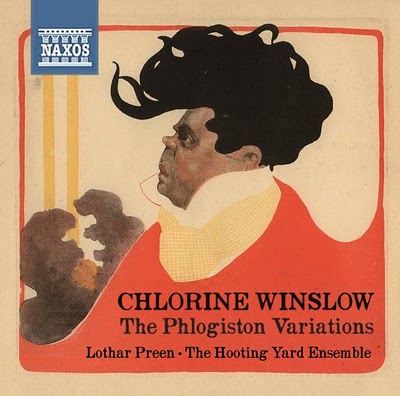 NAXOS
CHLORINE WINSLOW
The Phlogiston Variations
Lothar Preen • The Hooting Yard Ensemble